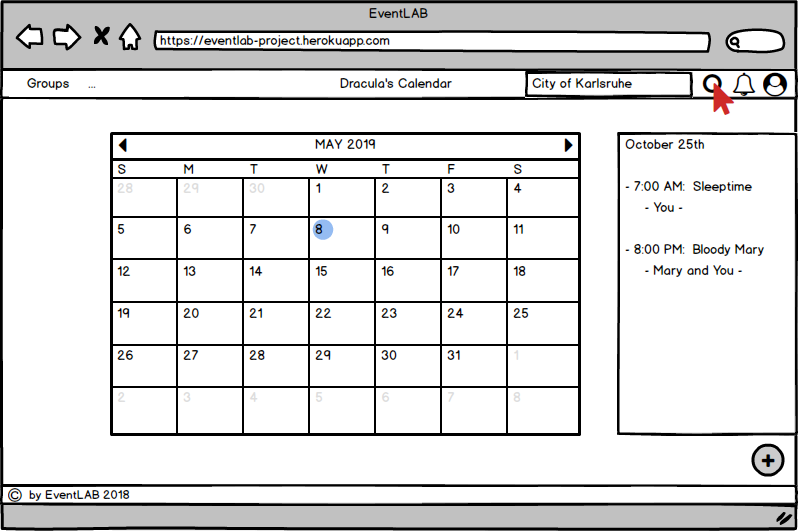 EventLAB
https://eventlab-project.herokuapp.com
Groups ... Dracula's Calendar City of Karlsruhe
MAY 2019
S M T W T F S
28 29 30 1 2 3 4
5 6 7 8 9 10 11
12 13 14 15 16 17 18
19 20 21 22 23 24 25
26 27 28 29 30 31 1
2 3 4 5 6 7 8
October 25th
- 7:00 AM: Sleeptime
- You -
- 8:00 PM: Bloody Mary
- Mary and You -
© by EventLAB 2018